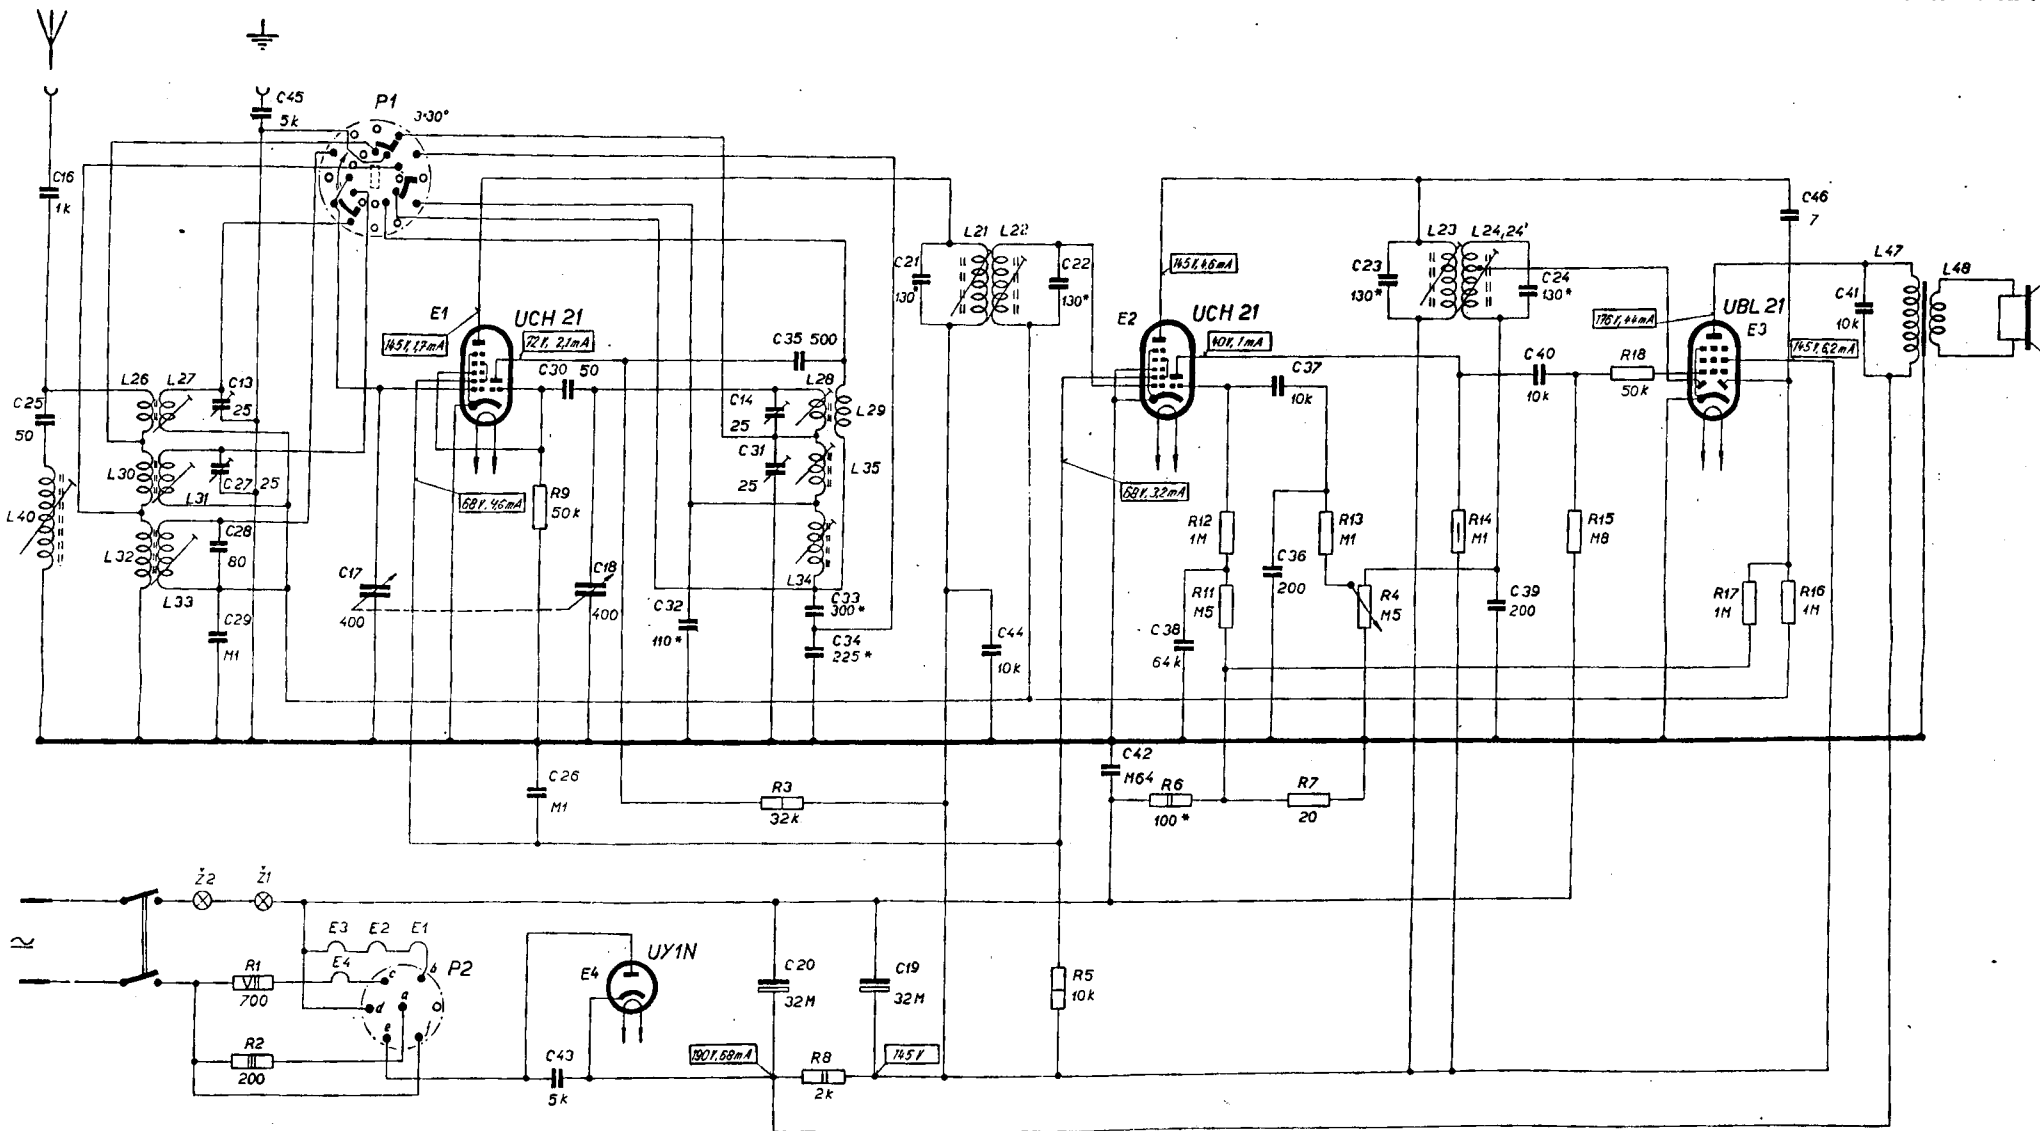 C45
5k
P1
3·30°
C16
1k
C46
7
L21
L22
C21
130*
C22
130*
L23
L24,24'
C23
130*
C24
130*
L47
L48
C41
10k
E1
UCH 21
145V, 1,7mA
72V, 2,1mA
C35 500
C30 50
E2
UCH 21
145V, 4,6mA
40V, 1mA
C37
10k
C40
10k
R18
50k
UBL 21
E3
176V, 44mA
145V, 6,2mA
L26
L27
C13
25
C25
50
L28
L29
C14
25
C31
25
L35
L30
L31
C27
25
L40
L32
L33
C28
80
C29
M1
68V, 4,6mA
R9
50k
C17
400
C18
400
C32
110*
L34
C33
300*
C34
225*
C44
10k
68V, 3,2mA
R12
1M
R11
M5
C38
64k
C36
200
R13
M1
R4
M5
R14
M1
C39
200
R15
M8
R17
1M
R16
1M
C26
M1
R3
32k
C42
M64
R6
100*
R7
20
Ž2
Ž1
≂
E3
E2
E1
E4
P2
R1
700
R2
200
a
b
c
d
e
f
E4
UY1N
C43
5k
C20
32M
C19
32M
190V, 68mA
R8
2k
145V
R5
10k